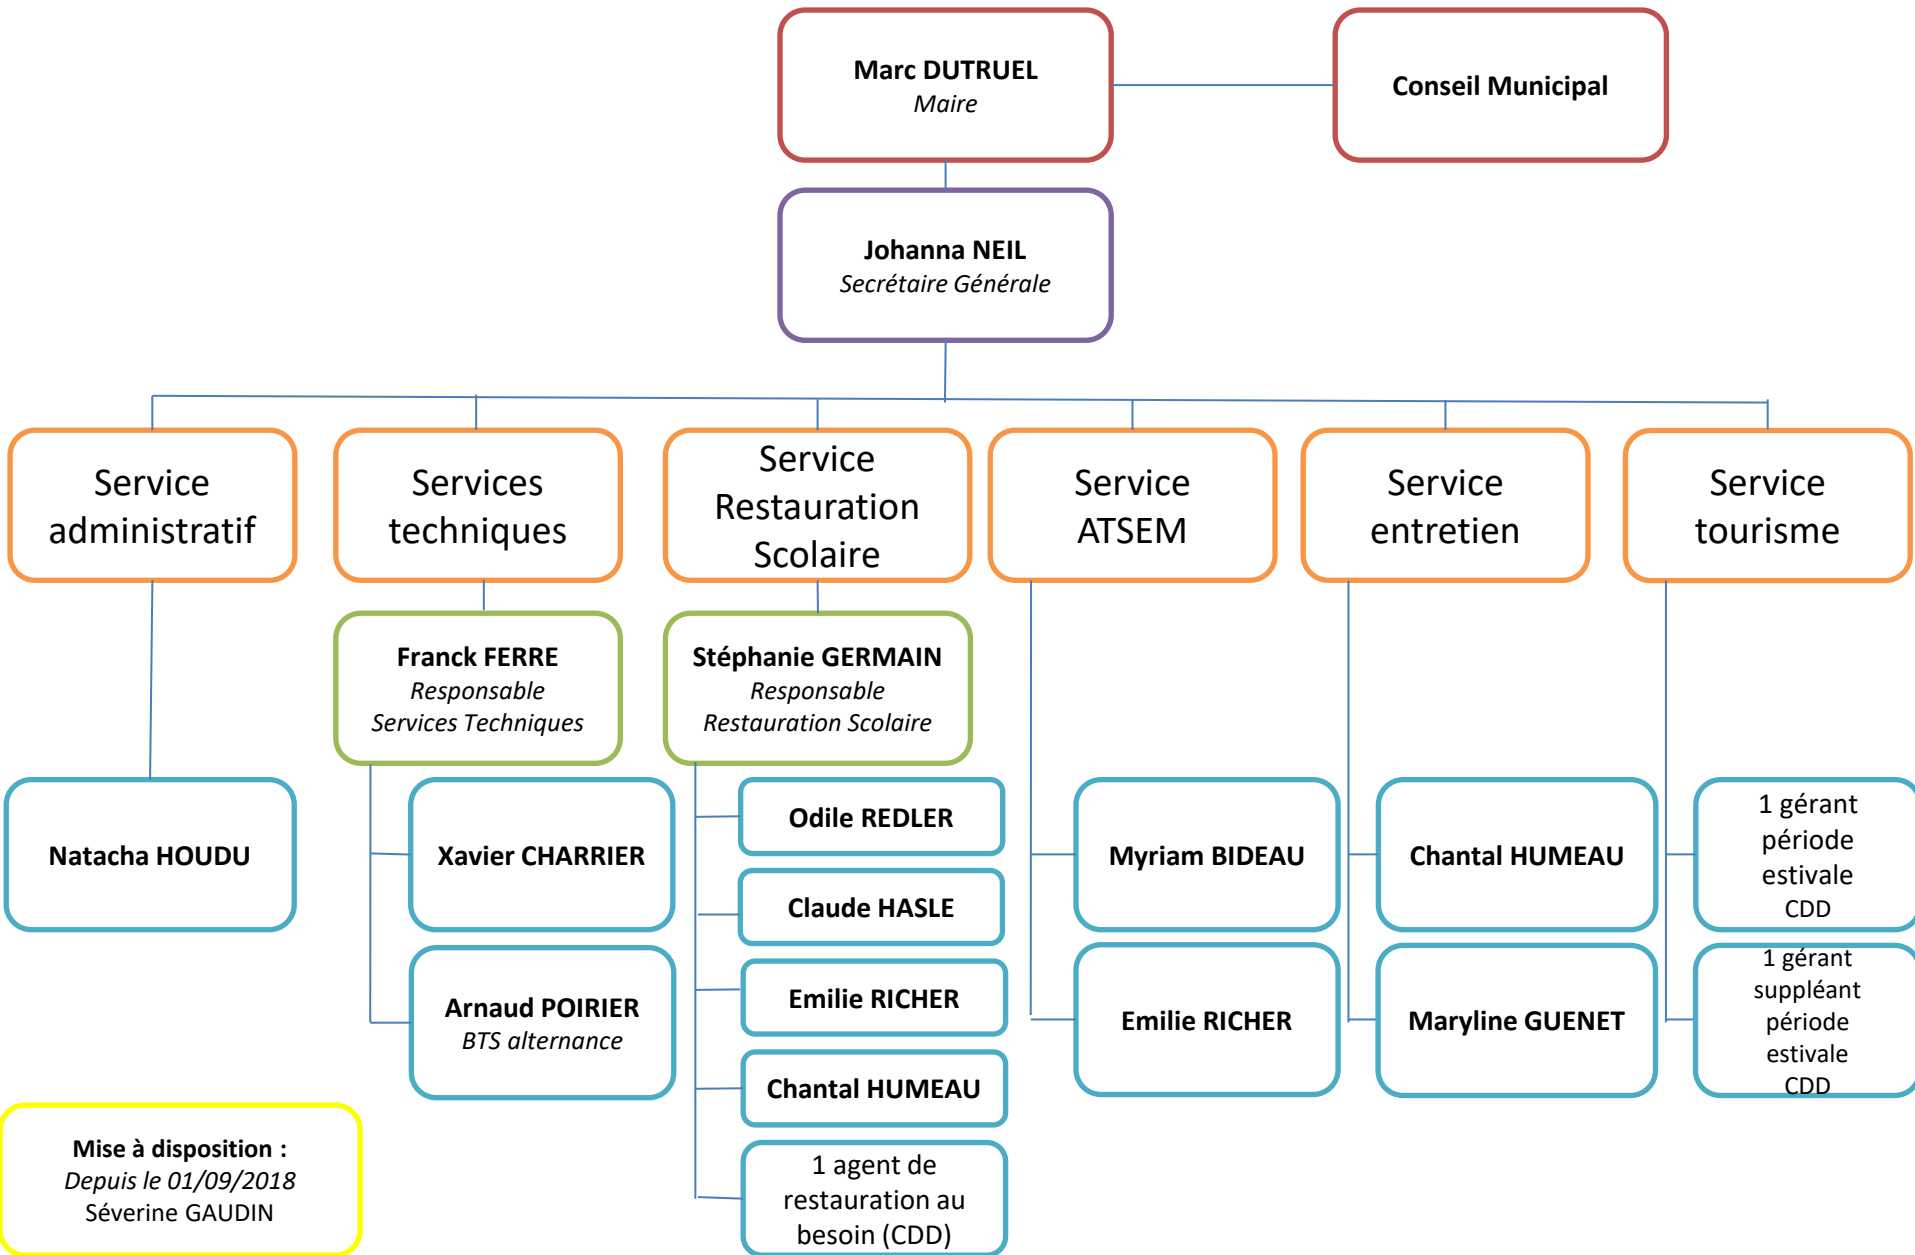 Marc DUTRUEL
Maire
Conseil Municipal
Johanna NEIL
Secrétaire Générale
Service
administratif
Services
techniques
Service
Restauration
Scolaire
Service
ATSEM
Service
entretien
Service
tourisme
Franck FERRE
Responsable
Services Techniques
Stéphanie GERMAIN
Responsable
Restauration Scolaire
Natacha HOUDU
Xavier CHARRIER
Arnaud POIRIER
BTS alternance
Odile REDLER
Claude HASLE
Emilie RICHER
Chantal HUMEAU
1 agent de
restauration au
besoin (CDD)
Myriam BIDEAU
Emilie RICHER
Chantal HUMEAU
Maryline GUENET
1 gérant
période
estivale
CDD
1 gérant
suppléant
période
estivale
CDD
Mise à disposition :
Depuis le 01/09/2018
Séverine GAUDIN